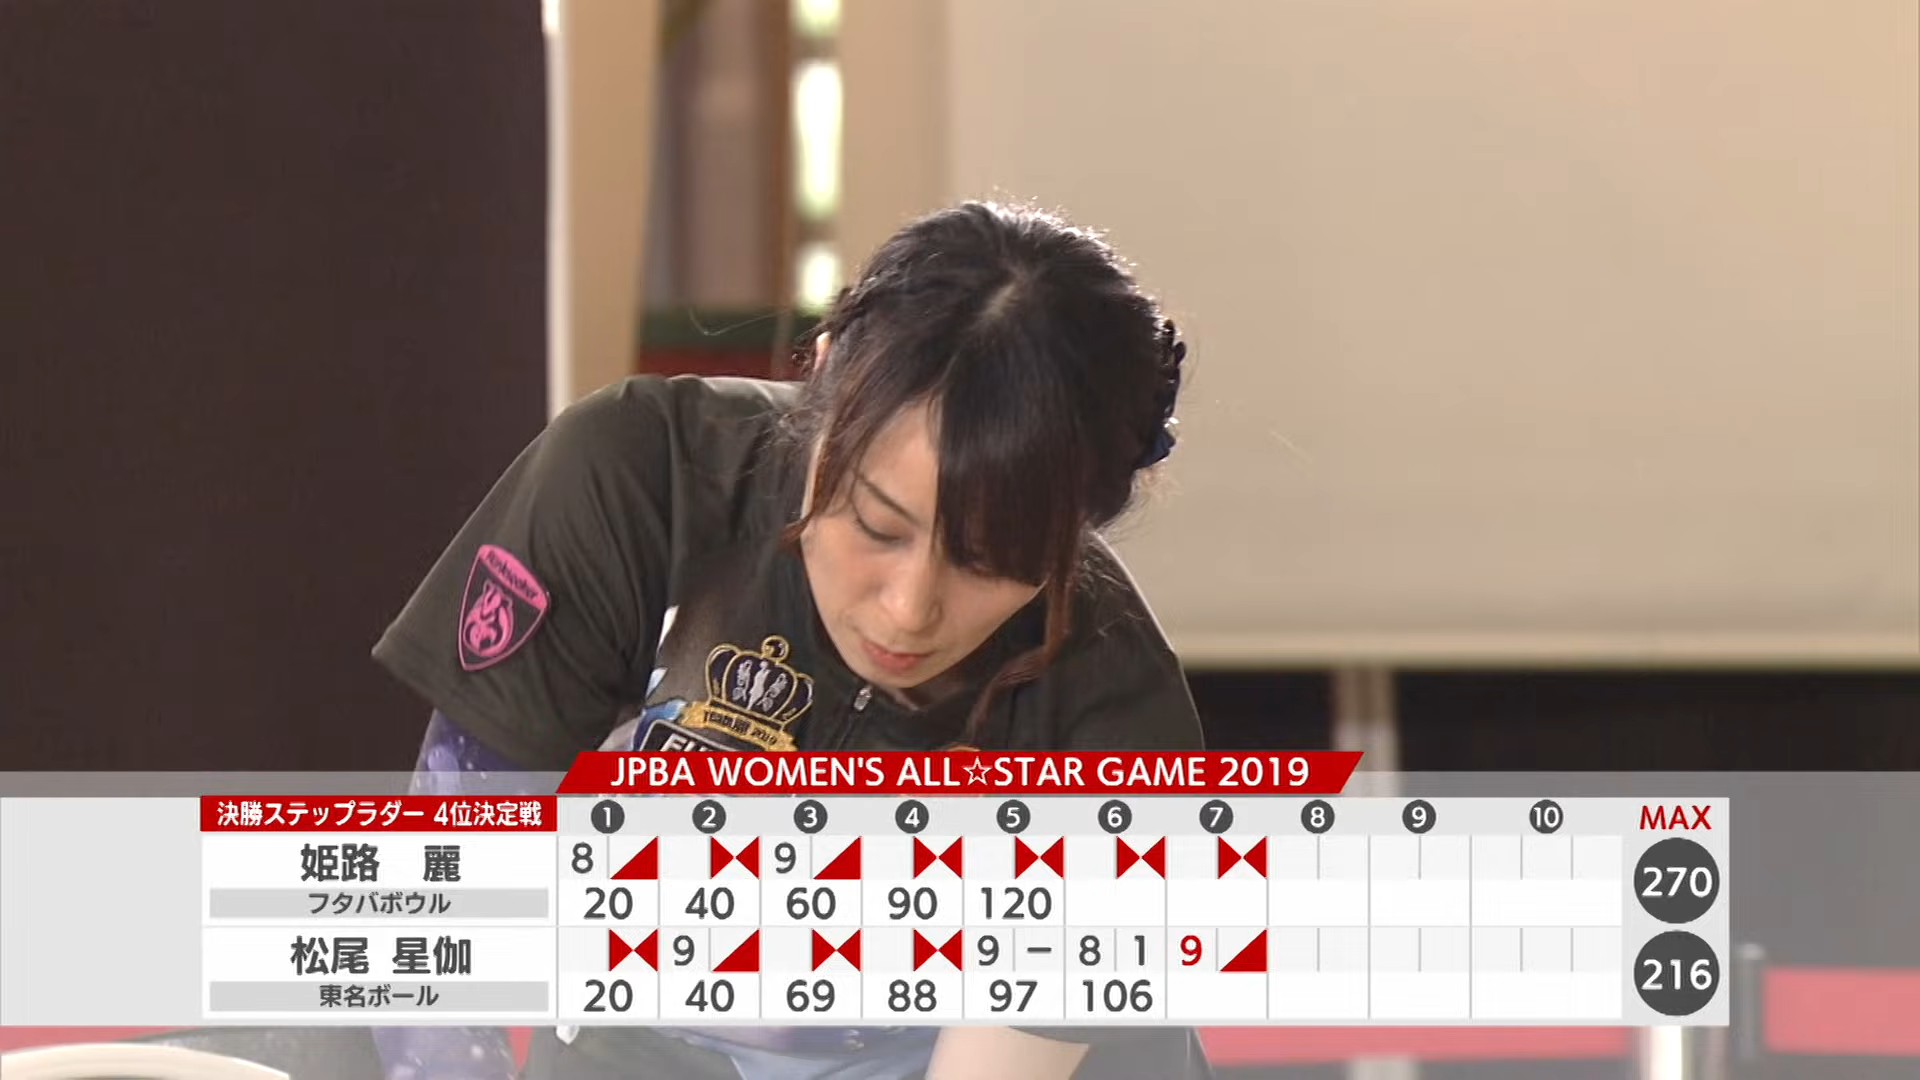 JPBA WOMEN'S ALL☆STAR GAME 2019
決勝ステップラダー 4位決定戦 1 2 3 4 5 6 7 8 9 10 MAX
姫路 麗 8 9 270
フタバボウル 20 40 60 90 120
松尾 星伽 9 9 － 8 1 9 216
東名ボール 20 40 69 88 97 106